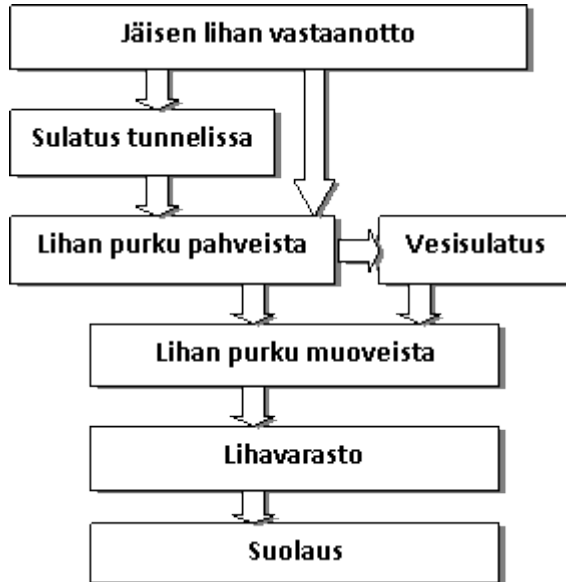 Jäisen lihan vastaanotto
Sulatus tunnelissa
Lihan purku pahveista
Vesisulatus
Lihan purku muoveista
Lihavarasto
Suolaus